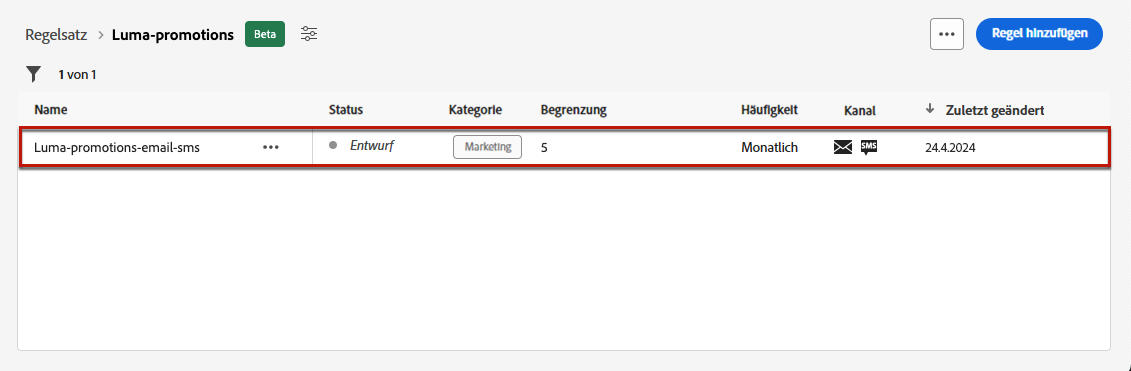 Regelsatz > Luma-promotions Beta ... Regel hinzufügen
1 von 1
Name Status Kategorie Begrenzung Häufigkeit Kanal ↓ Zuletzt geändert
Luma-promotions-email-sms ... Entwurf Marketing 5 Monatlich SMS 24.4.2024